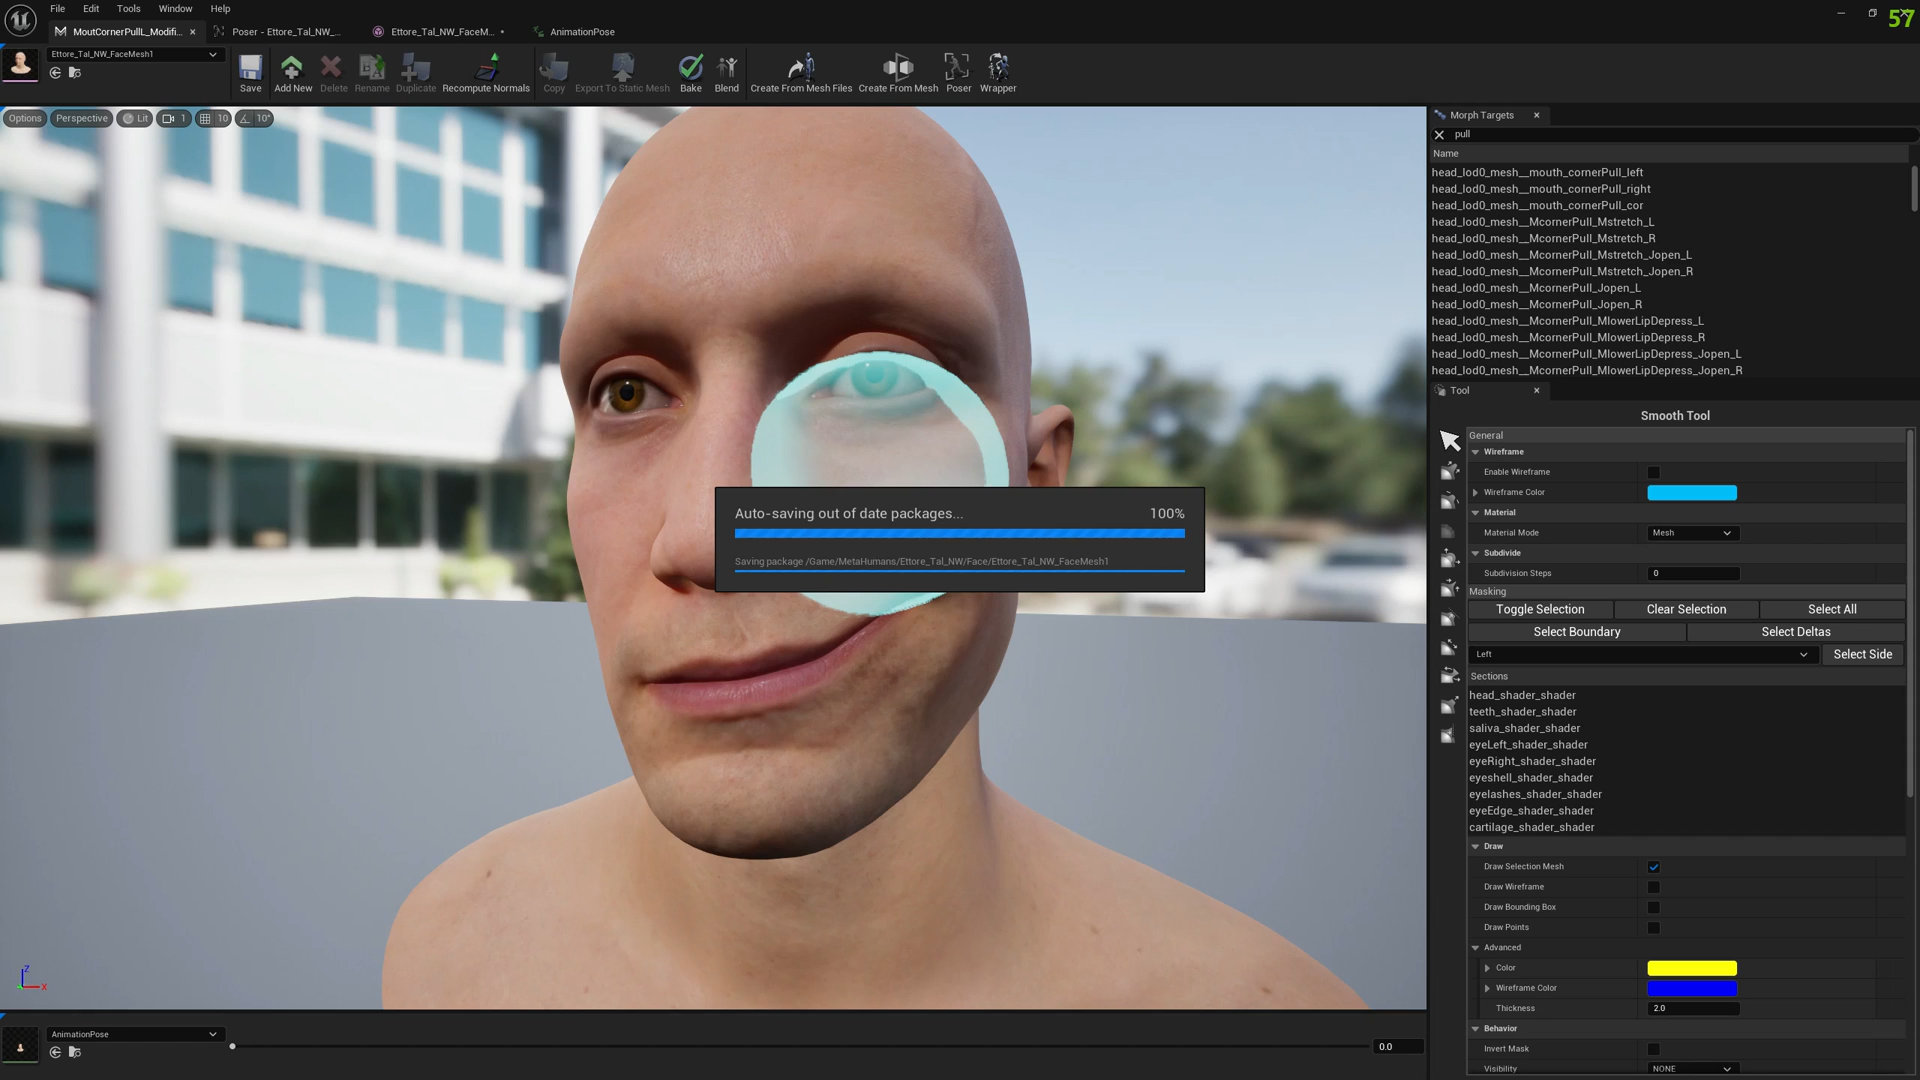 File Edit Tools Window Help
57
MoutCornerPullL_Modifi...
Poser - Ettore_Tal_NW_...
Ettore_Tal_NW_FaceM...
AnimationPose
Ettore_Tal_NW_FaceMesh1
Save
Add New
Delete
Rename
Duplicate
Recompute Normals
Copy
Export To Static Mesh
Bake
Blend
Create From Mesh Files
Create From Mesh
Poser
Wrapper
Options
Perspective
Lit
1
10
10°
Morph Targets
pull
Name
head_lod0_mesh__mouth_cornerPull_left
head_lod0_mesh__mouth_cornerPull_right
head_lod0_mesh__mouth_cornerPull_cor
head_lod0_mesh__McornerPull_Mstretch_L
head_lod0_mesh__McornerPull_Mstretch_R
head_lod0_mesh__McornerPull_Mstretch_Jopen_L
head_lod0_mesh__McornerPull_Mstretch_Jopen_R
head_lod0_mesh__McornerPull_Jopen_L
head_lod0_mesh__McornerPull_Jopen_R
head_lod0_mesh__McornerPull_MlowerLipDepress_L
head_lod0_mesh__McornerPull_MlowerLipDepress_R
head_lod0_mesh__McornerPull_MlowerLipDepress_Jopen_L
head_lod0_mesh__McornerPull_MlowerLipDepress_Jopen_R
Auto-saving out of date packages... 100%
Saving package /Game/MetaHumans/Ettore_Tal_NW/Face/Ettore_Tal_NW_FaceMesh1
Tool
Smooth Tool
General
Wireframe
Enable Wireframe
Wireframe Color
Material
Material Mode Mesh
Subdivide
Subdivision Steps 0
Masking
Toggle Selection Clear Selection Select All
Select Boundary Select Deltas
Left Select Side
Sections
head_shader_shader
teeth_shader_shader
saliva_shader_shader
eyeLeft_shader_shader
eyeRight_shader_shader
eyeshell_shader_shader
eyelashes_shader_shader
eyeEdge_shader_shader
cartilage_shader_shader
Draw
Draw Selection Mesh
Draw Wireframe
Draw Bounding Box
Draw Points
Advanced
Color
Wireframe Color
Thickness 2.0
Behavior
Invert Mask
Visibility NONE
Z
X
AnimationPose
0.0